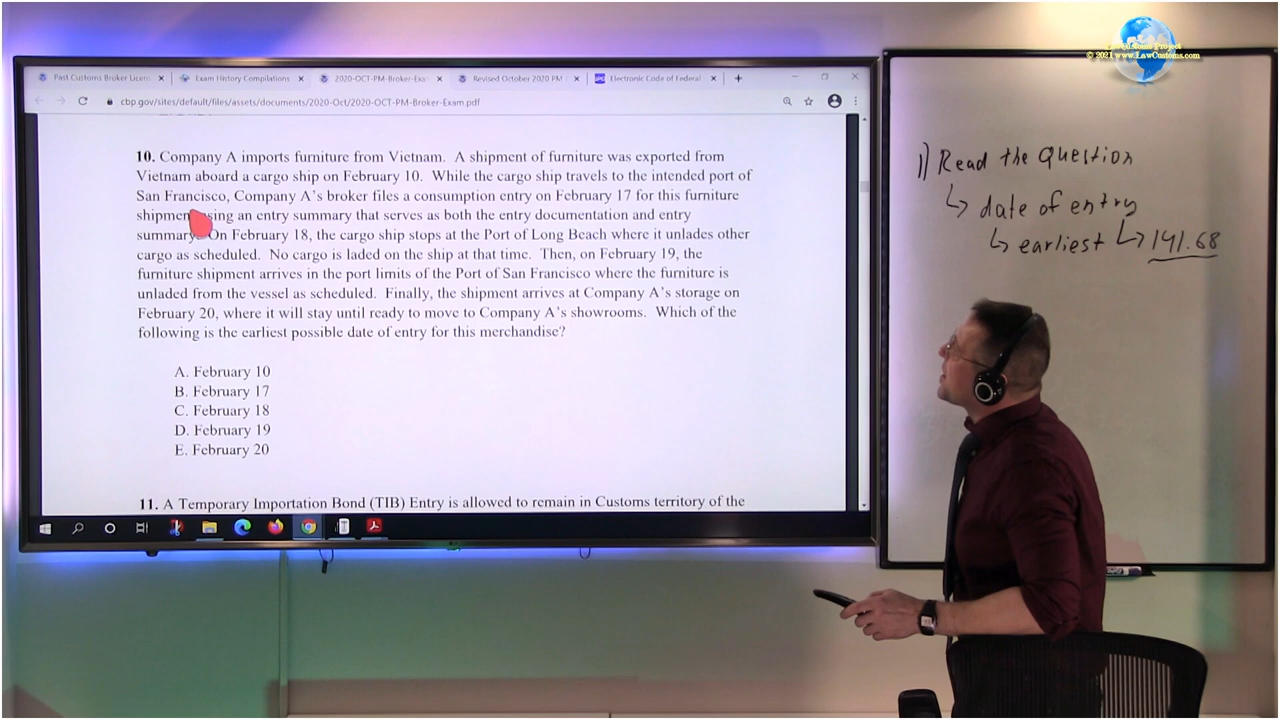 LawCustoms Project
© 2021 www.LawCustoms.com
Past Customs Broker Licens
Exam History Compilations
2020-OCT-PM-Broker-Exa
Revised October 2020 PM
Electronic Code of Federal
cbp.gov/sites/default/files/assets/documents/2020-Oct/2020-OCT-PM-Broker-Exam.pdf
10. Company A imports furniture from Vietnam. A shipment of furniture was exported from
Vietnam aboard a cargo ship on February 10. While the cargo ship travels to the intended port of
San Francisco, Company A's broker files a consumption entry on February 17 for this furniture
shipmen using an entry summary that serves as both the entry documentation and entry
summary. On February 18, the cargo ship stops at the Port of Long Beach where it unlades other
cargo as scheduled. No cargo is laded on the ship at that time. Then, on February 19, the
furniture shipment arrives in the port limits of the Port of San Francisco where the furniture is
unladed from the vessel as scheduled. Finally, the shipment arrives at Company A's storage on
February 20, where it will stay until ready to move to Company A's showrooms. Which of the
following is the earliest possible date of entry for this merchandise?
A. February 10
B. February 17
C. February 18
D. February 19
E. February 20
11. A Temporary Importation Bond (TIB) Entry is allowed to remain in Customs territory of the
1) Read the Question
↳ date of entry
↳ earliest ↳ 141.68